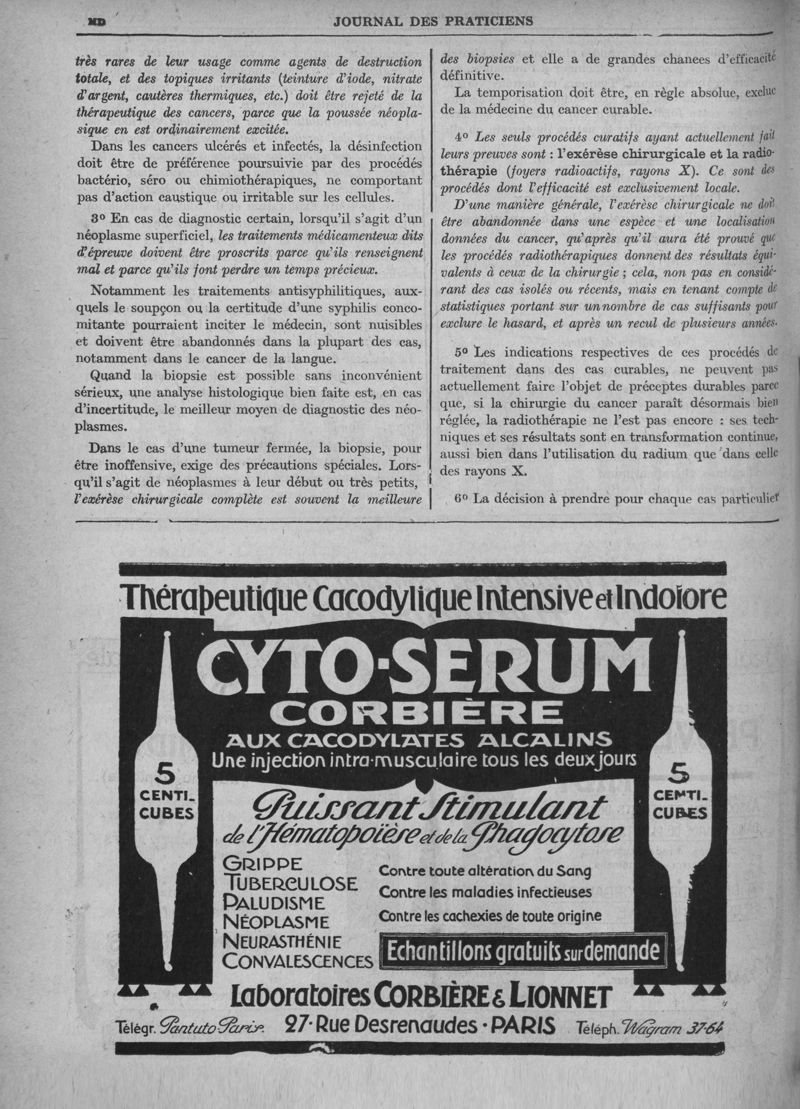 MD
JOURNAL DES PRATICIENS
très rares de leur usage comme agents de destruction
totale, et des topiques irritants (teinture d'iode, nitrate
d'argent, cautères thermiques, etc.) doit être rejeté de la
thérapeutique des cancers, parce que la poussée néopla-
sique en est ordinairement excitée.
Dans les cancers ulcérés et infectés, la désinfection
doit être de préférence poursuivie par des procédés
bactério, séro ou chimiothérapiques, ne comportant
pas d'action caustique ou irritable sur les cellules.
3º En cas de diagnostic certain, lorsqu'il s'agit d'un
néoplasme superficiel, les traitements médicamenteux dits
d'épreuve doivent être proscrits parce qu'ils renseignent
mal et parce qu'ils font perdre un temps précieux.
Notamment les traitements antisyphilitiques, aux-
quels le soupçon ou la certitude d'une syphilis conco-
mitante pourraient inciter le médecin, sont nuisibles
et doivent être abandonnés dans la plupart des cas,
notamment dans le cancer de la langue.
Quand la biopsie est possible sans inconvénient
sérieux, une analyse histologique bien faite est, en cas
d'incertitude, le meilleur moyen de diagnostic des néo-
plasmes.
Dans le cas d'une tumeur fermée, la biopsie, pour
être inoffensive, exige des précautions spéciales. Lors-
qu'il s'agit de néoplasmes à leur début ou très petits,
l'exérèse chirurgicale complète est souvent la meilleure
des biopsies et elle a de grandes chances d'efficacité
définitive.
La temporisation doit être, en règle absolue, exclue
de la médecine du cancer curable.
4º Les seuls procédés curatifs ayant actuellement fait
leurs preuves sont : l'exérèse chirurgicale et la radio-
thérapie (foyers radioactifs, rayons X). Ce sont des
procédés dont l'efficacité est exclusivement locale.
D'une manière générale, l'exérèse chirurgicale ne doit
être abandonnée dans une espèce et une localisation
données du cancer, qu'après qu'il aura été prouvé que
les procédés radiothérapiques donnent des résultats équi-
valents à ceux de la chirurgie ; cela, non pas en considé-
rant des cas isolés ou récents, mais en tenant compte de
statistiques portant sur un nombre de cas suffisants pour
exclure le hasard, et après un recul de plusieurs années.
5º Les indications respectives de ces procédés de
traitement dans des cas curables, ne peuvent pas
actuellement faire l'objet de préceptes durables parce
que, si la chirurgie du cancer paraît désormais bien
réglée, la radiothérapie ne l'est pas encore : ses tech-
niques et ses résultats sont en transformation continue,
aussi bien dans l'utilisation du radium que dans celle
des rayons X.
6º La décision à prendre pour chaque cas particulier
Thérapeutique Cacodylique Intensive et Indolore
CYTO-SERUM
CORBIÈRE
AUX CACODYLATES ALCALINS
Une injection intra-musculaire tous les deux jours
5
CENTI-
CUBES
5
CENTI-
CUBES
Puissant Stimulant
de l'Hématopoïèse et de la Phagocytose
GRIPPE
TUBERCULOSE
PALUDISME
NÉOPLASME
NEURASTHÉNIE
CONVALESCENCES
Contre toute altération du Sang
Contre les maladies infectieuses
Contre les cachexies de toute origine
Echantillons gratuits sur demande
Laboratoires CORBIÈRE & LIONNET
Télégr. Pantuto Paris. 27-Rue Desrenaudes · PARIS Téléph. Wagram 37-64